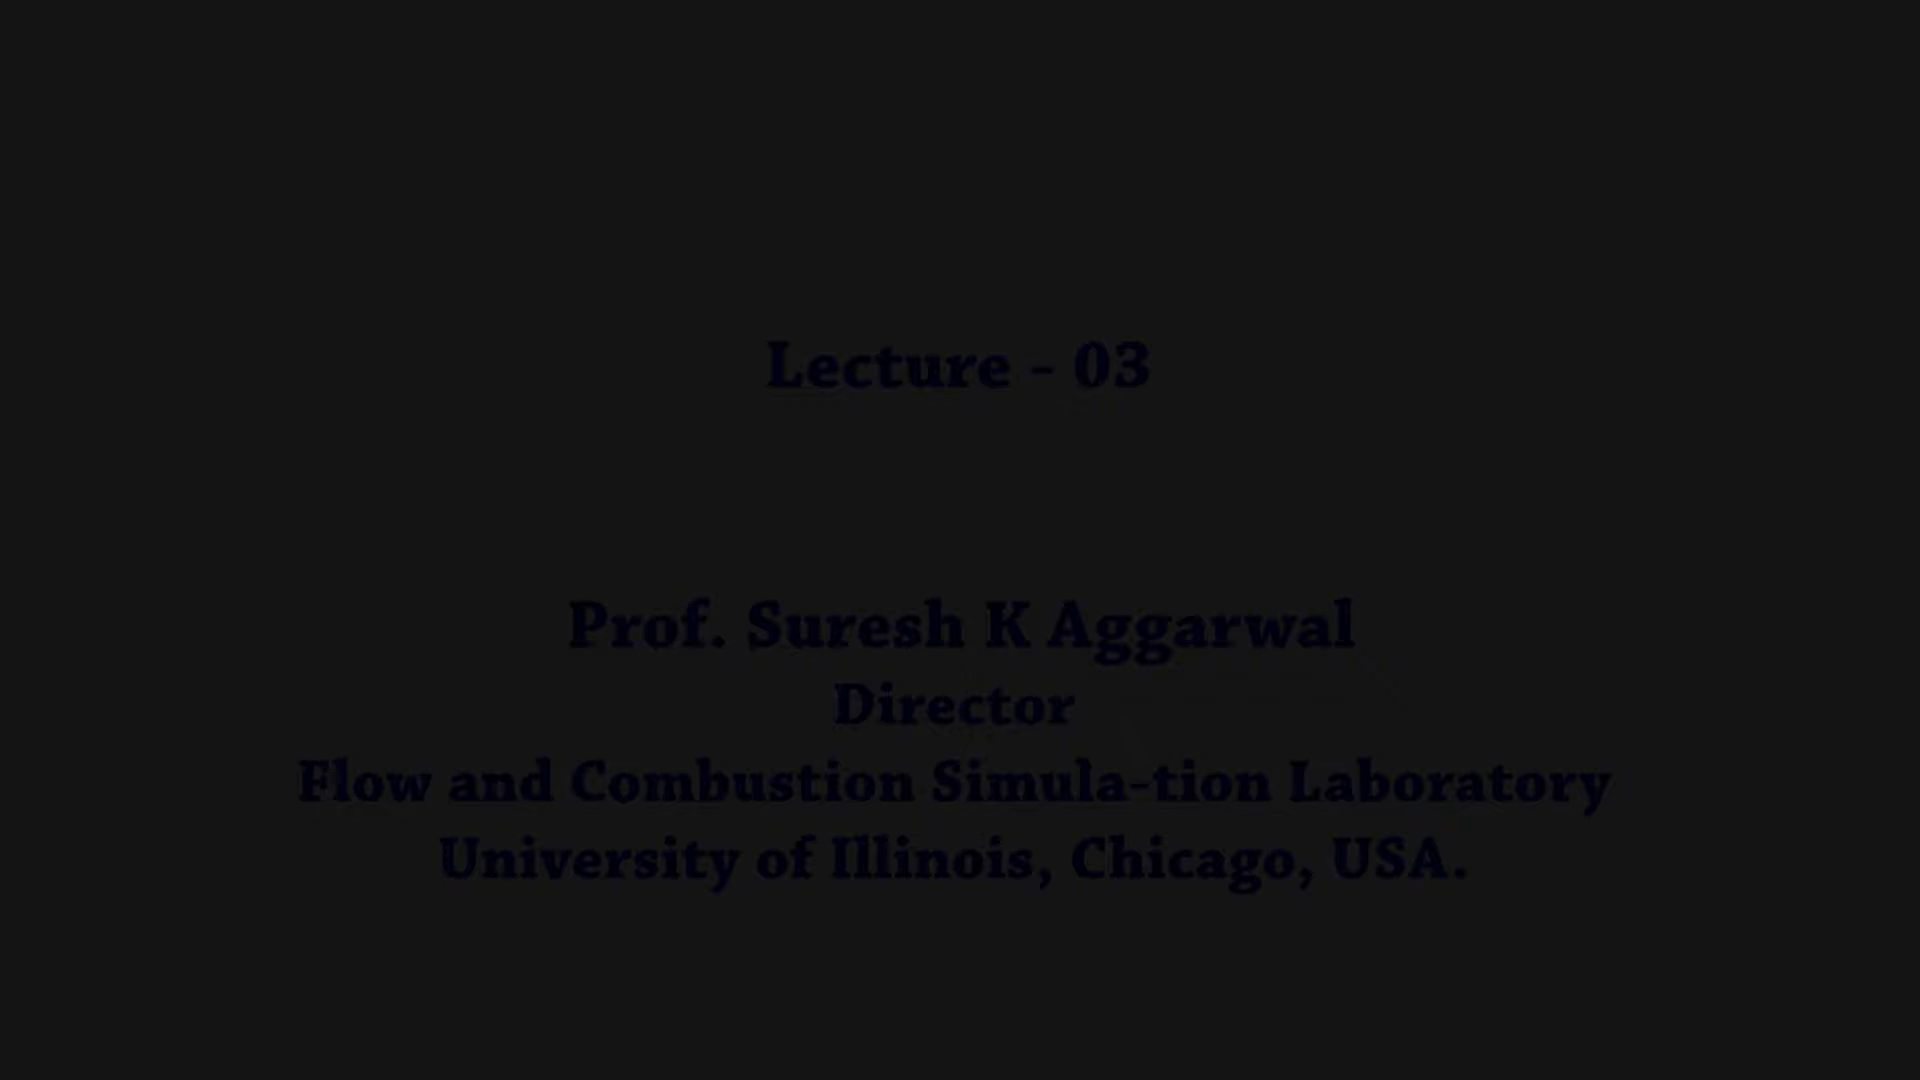 Lecture - 03
Prof. Suresh K Aggarwal
Director
Flow and Combustion Simula-tion Laboratory
University of Illinois, Chicago, USA.